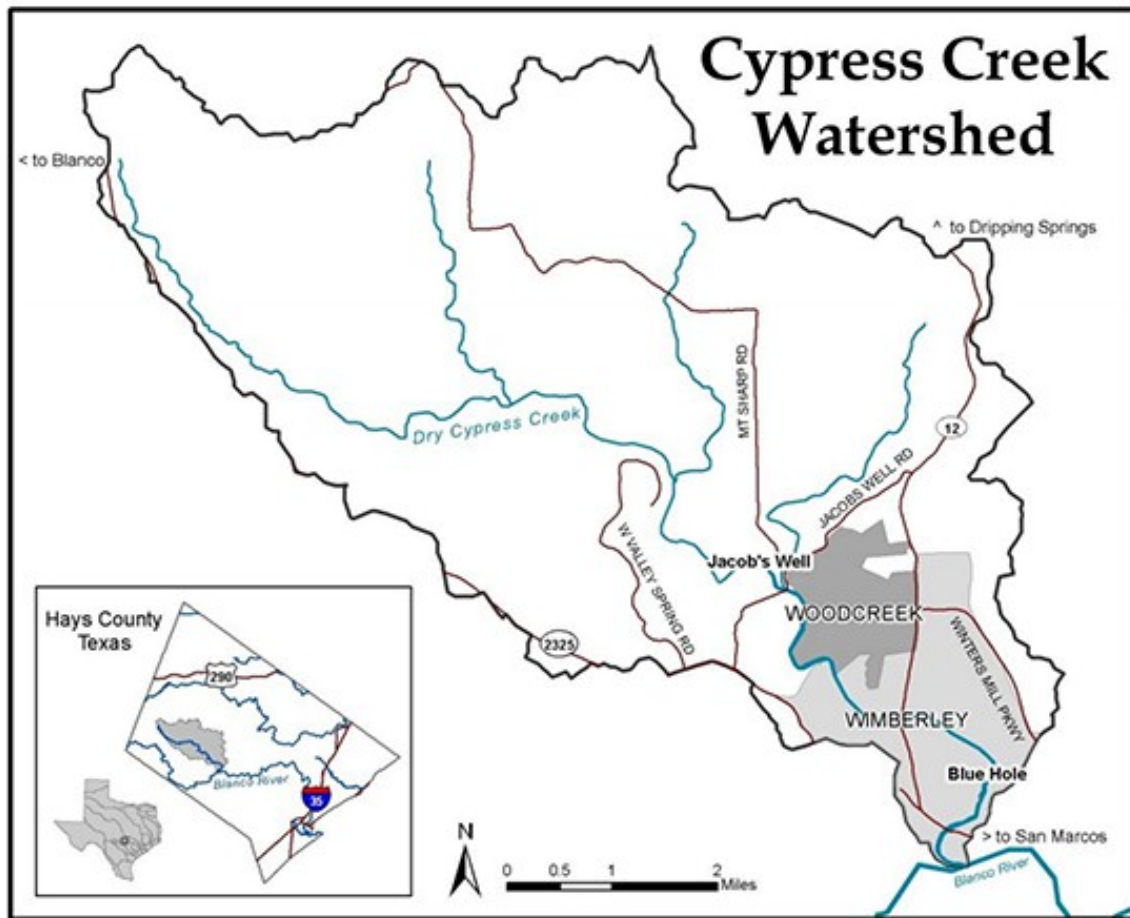 Cypress Creek
Watershed
< to Blanco
^ to Dripping Springs
MT SHARP RD
12
Dry Cypress Creek
JACOBS WELL RD
W VALLEY SPRING RD
Jacob's Well
WOODCREEK
2325
WINTERS MILL PKWY
WIMBERLEY
Blue Hole
> to San Marcos
Blanco River
Hays County
Texas
290
Blanco River
35
N
0 0.5 1 2
Miles